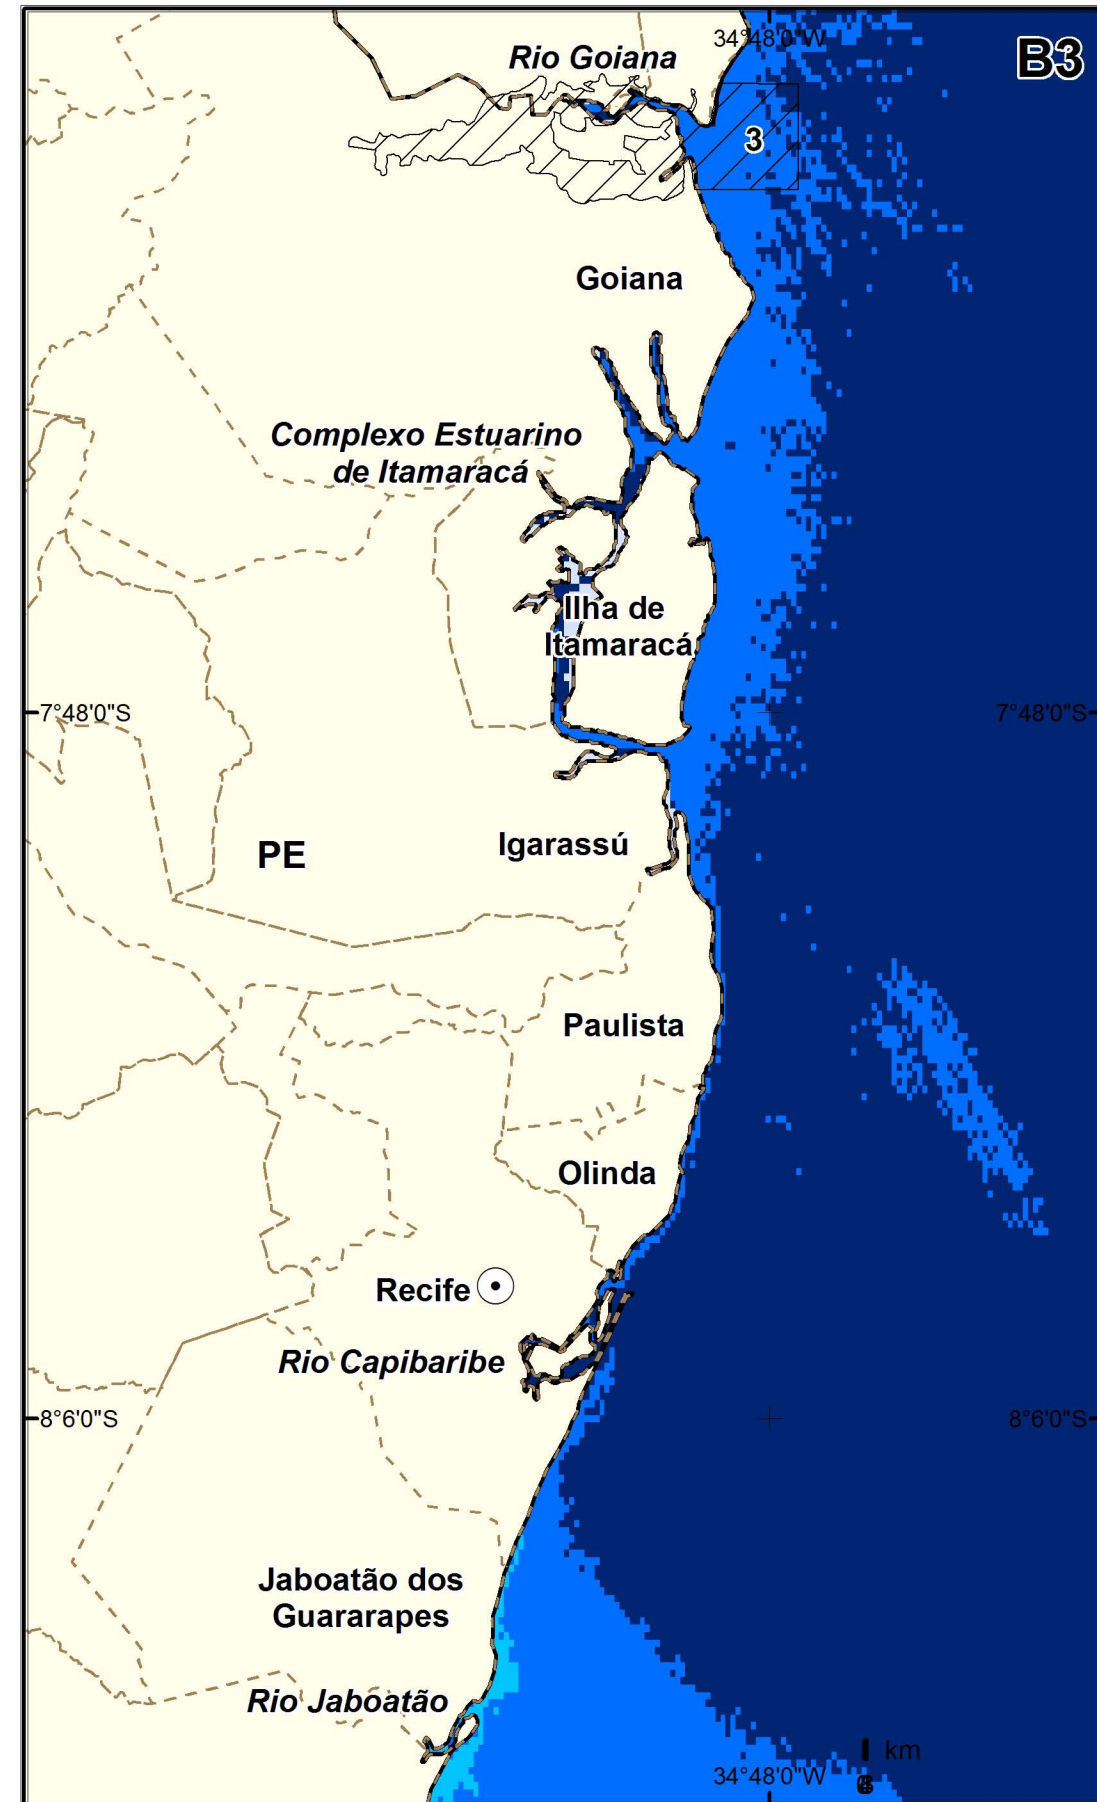 34°48'0"W
B3
Rio Goiana
3
Goiana
Complexo Estuarino
de Itamaracá
Ilha de
Itamaracá
7°48'0"S
7°48'0"S
Igarassú
PE
Paulista
Olinda
Recife
Rio Capibaribe
8°6'0"S
8°6'0"S
Jaboatão dos
Guararapes
Rio Jaboatão
km
34°48'0"W